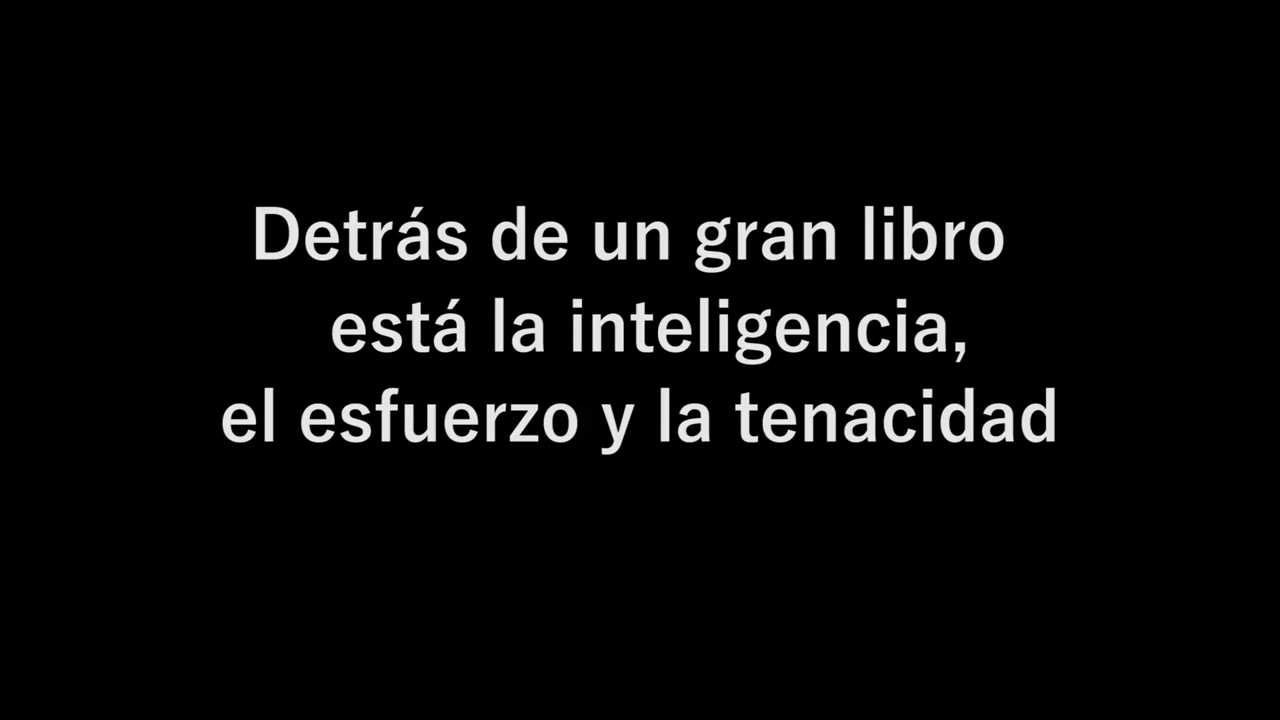 Detrás de un gran libro
está la inteligencia,
el esfuerzo y la tenacidad